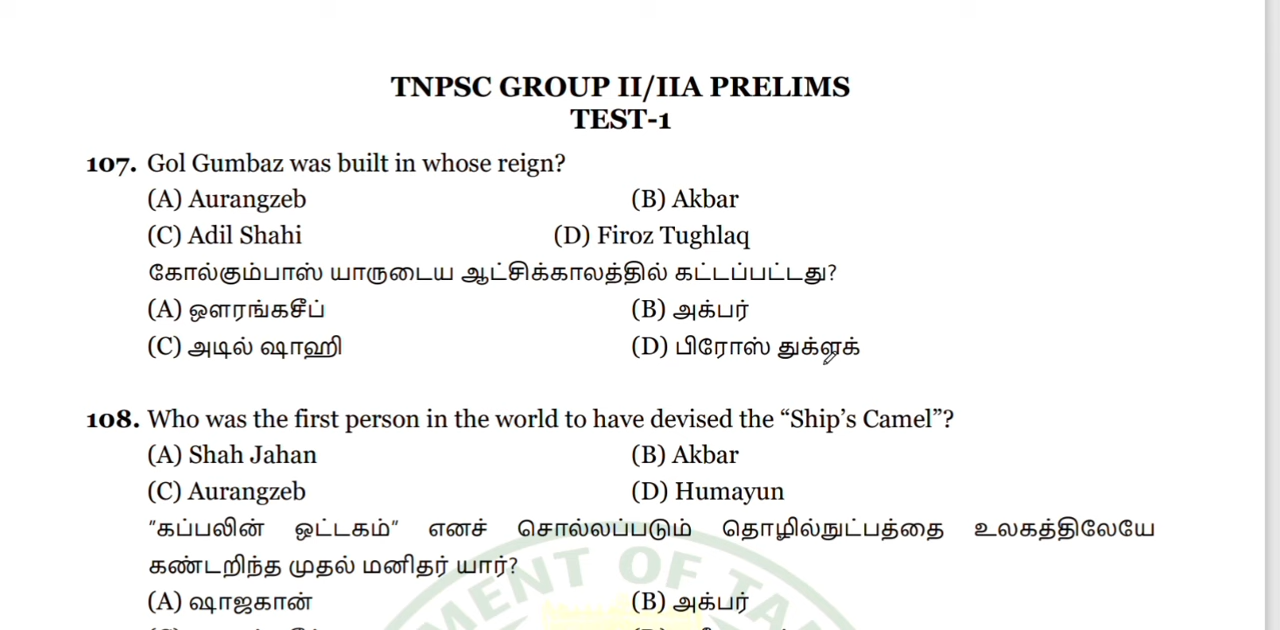 TNPSC GROUP II/IIA PRELIMS
TEST-1
107. Gol Gumbaz was built in whose reign?
(A) Aurangzeb (B) Akbar
(C) Adil Shahi (D) Firoz Tughlaq
கோல்கும்பாஸ் யாருடைய ஆட்சிக்காலத்தில் கட்டப்பட்டது?
(A) ஔரங்கசீப் (B) அக்பர்
(C) அடில் ஷாஹி (D) பிரோஸ் துக்ளக்
108. Who was the first person in the world to have devised the “Ship’s Camel”?
(A) Shah Jahan (B) Akbar
(C) Aurangzeb (D) Humayun
"கப்பலின் ஒட்டகம்" எனச் சொல்லப்படும் தொழில்நுட்பத்தை உலகத்திலேயே
கண்டறிந்த முதல் மனிதர் யார்?
MENT OF TA
(A) ஷாஜகான் (B) அக்பர்